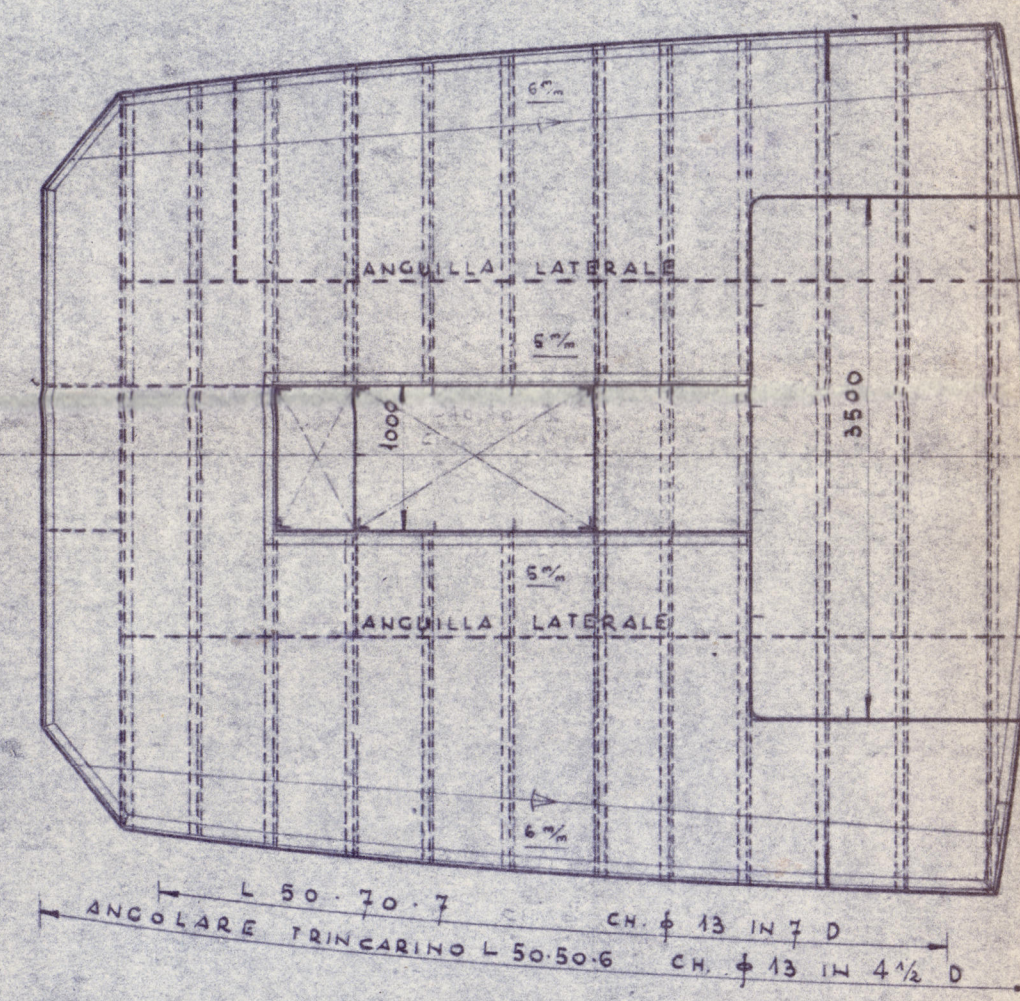 6 m/m
ANGUILLA LATERALE
5 m/m
1000
3500
5 m/m
ANGUILLA LATERALE
6 m/m
L 50.70.7 CH. ϕ 13 IN 7 D
ANGOLARE TRINCARINO L 50.50.6 CH. ϕ 13 IN 4 1/2 D